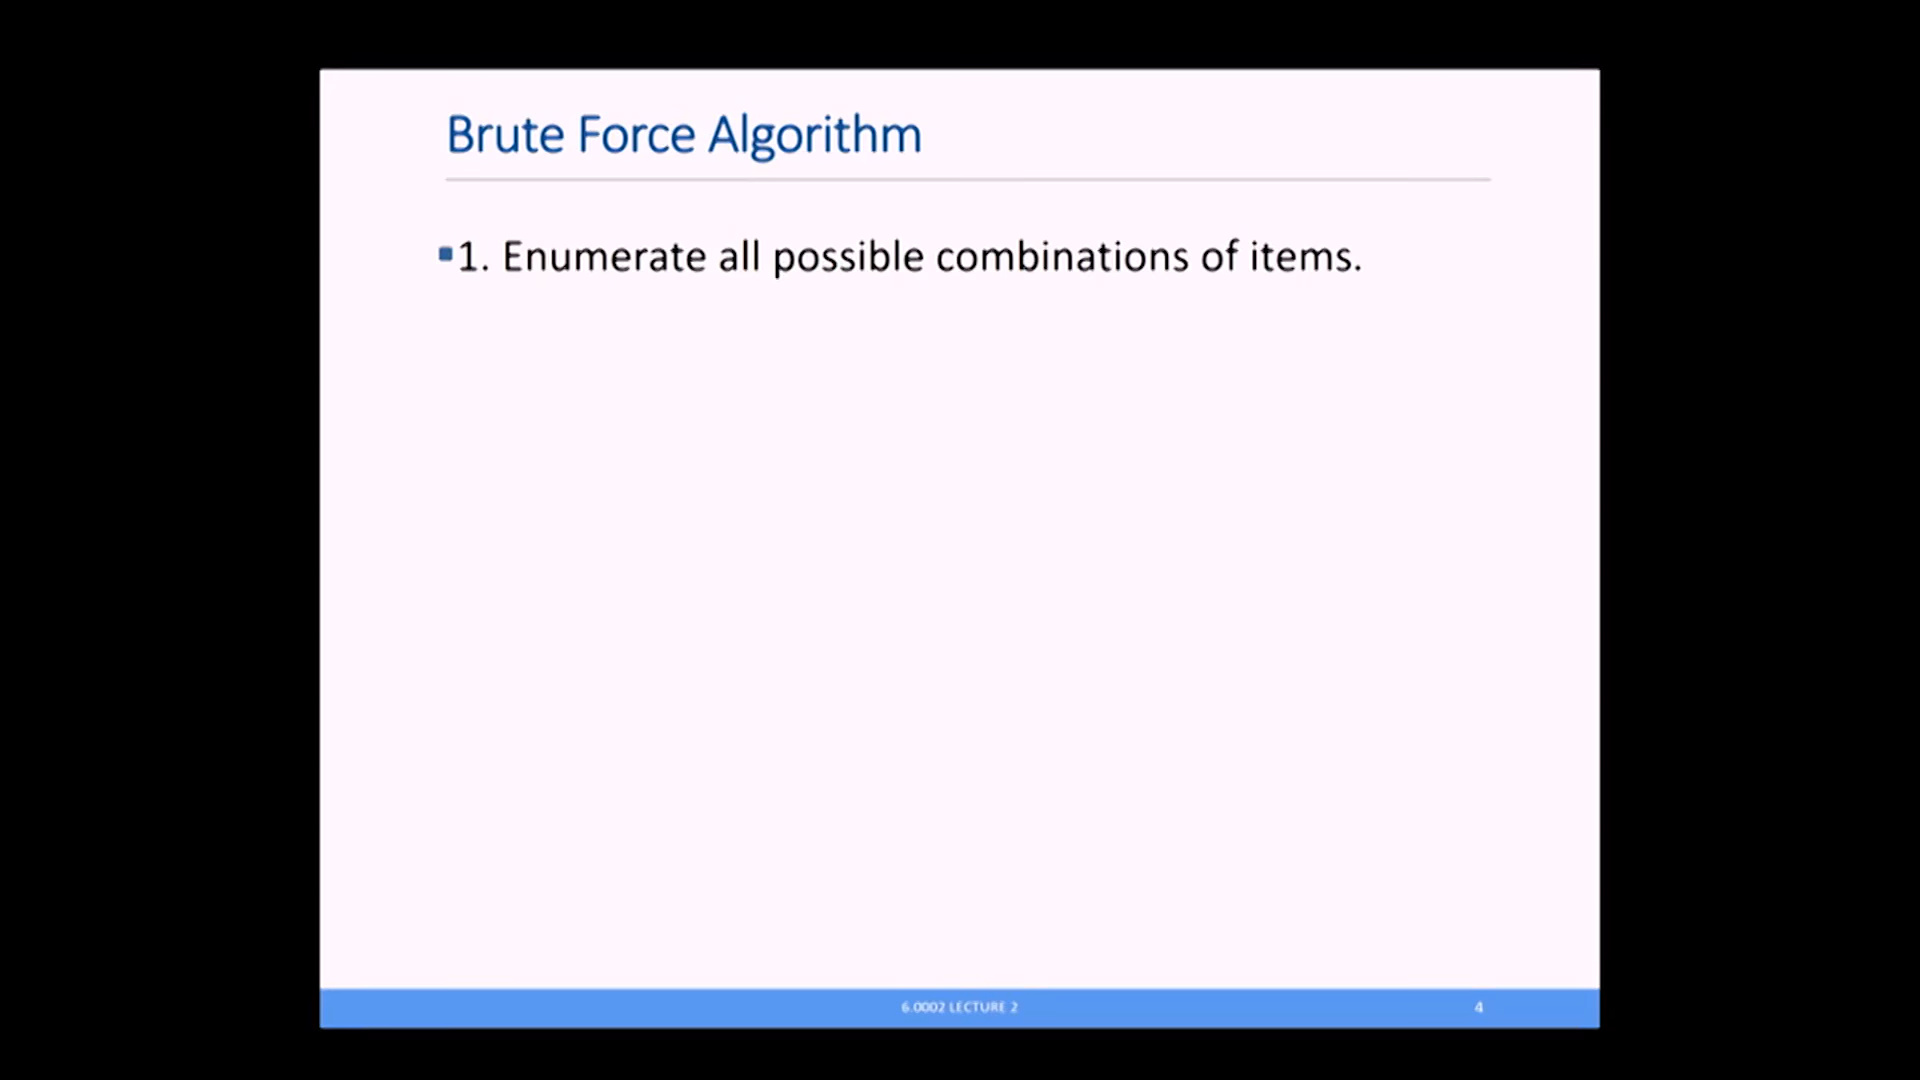 Brute Force Algorithm
1. Enumerate all possible combinations of items.
6.0002 LECTURE 2
4